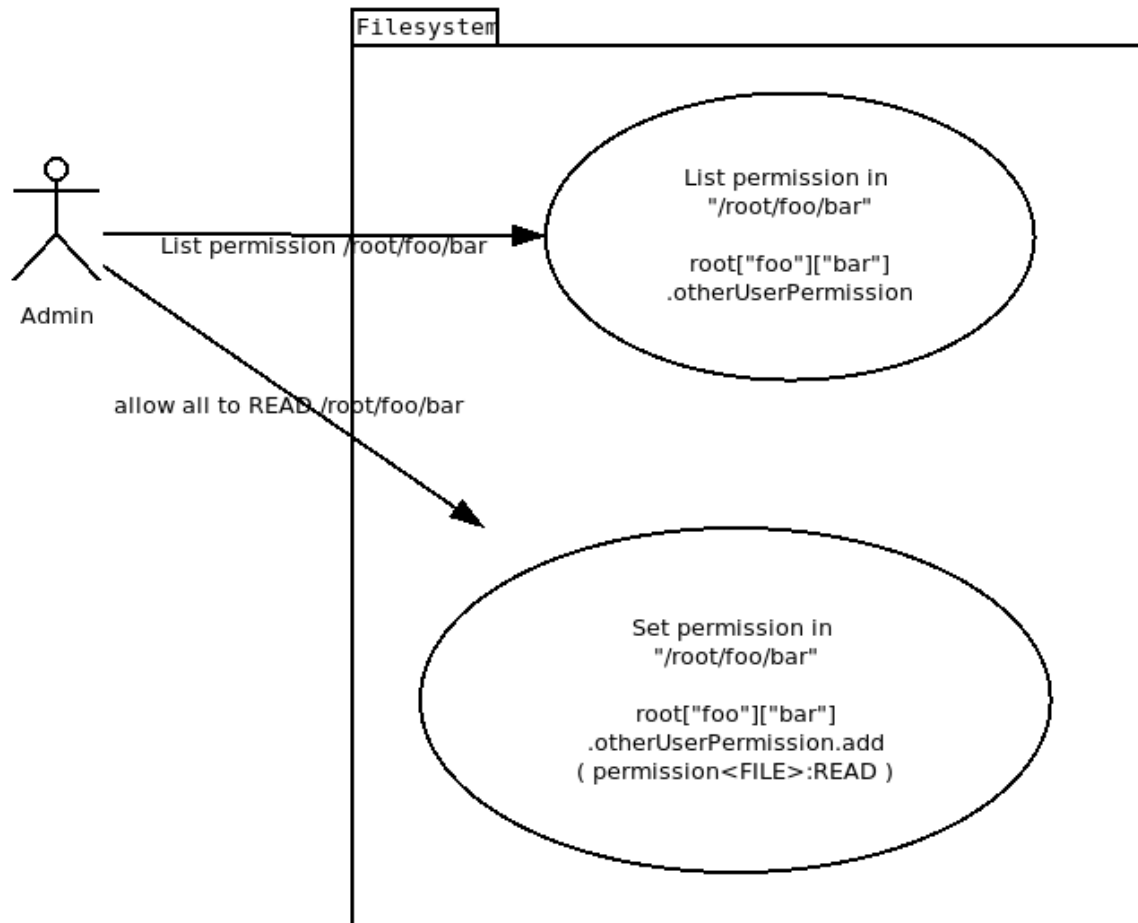 Filesystem
List permission in
"/root/foo/bar"
root["foo"]["bar"]
.otherUserPermission
List permission /root/foo/bar
Admin
allow all to READ /root/foo/bar
Set permission in
"/root/foo/bar"
root["foo"]["bar"]
.otherUserPermission.add
( permission<FILE>:READ )